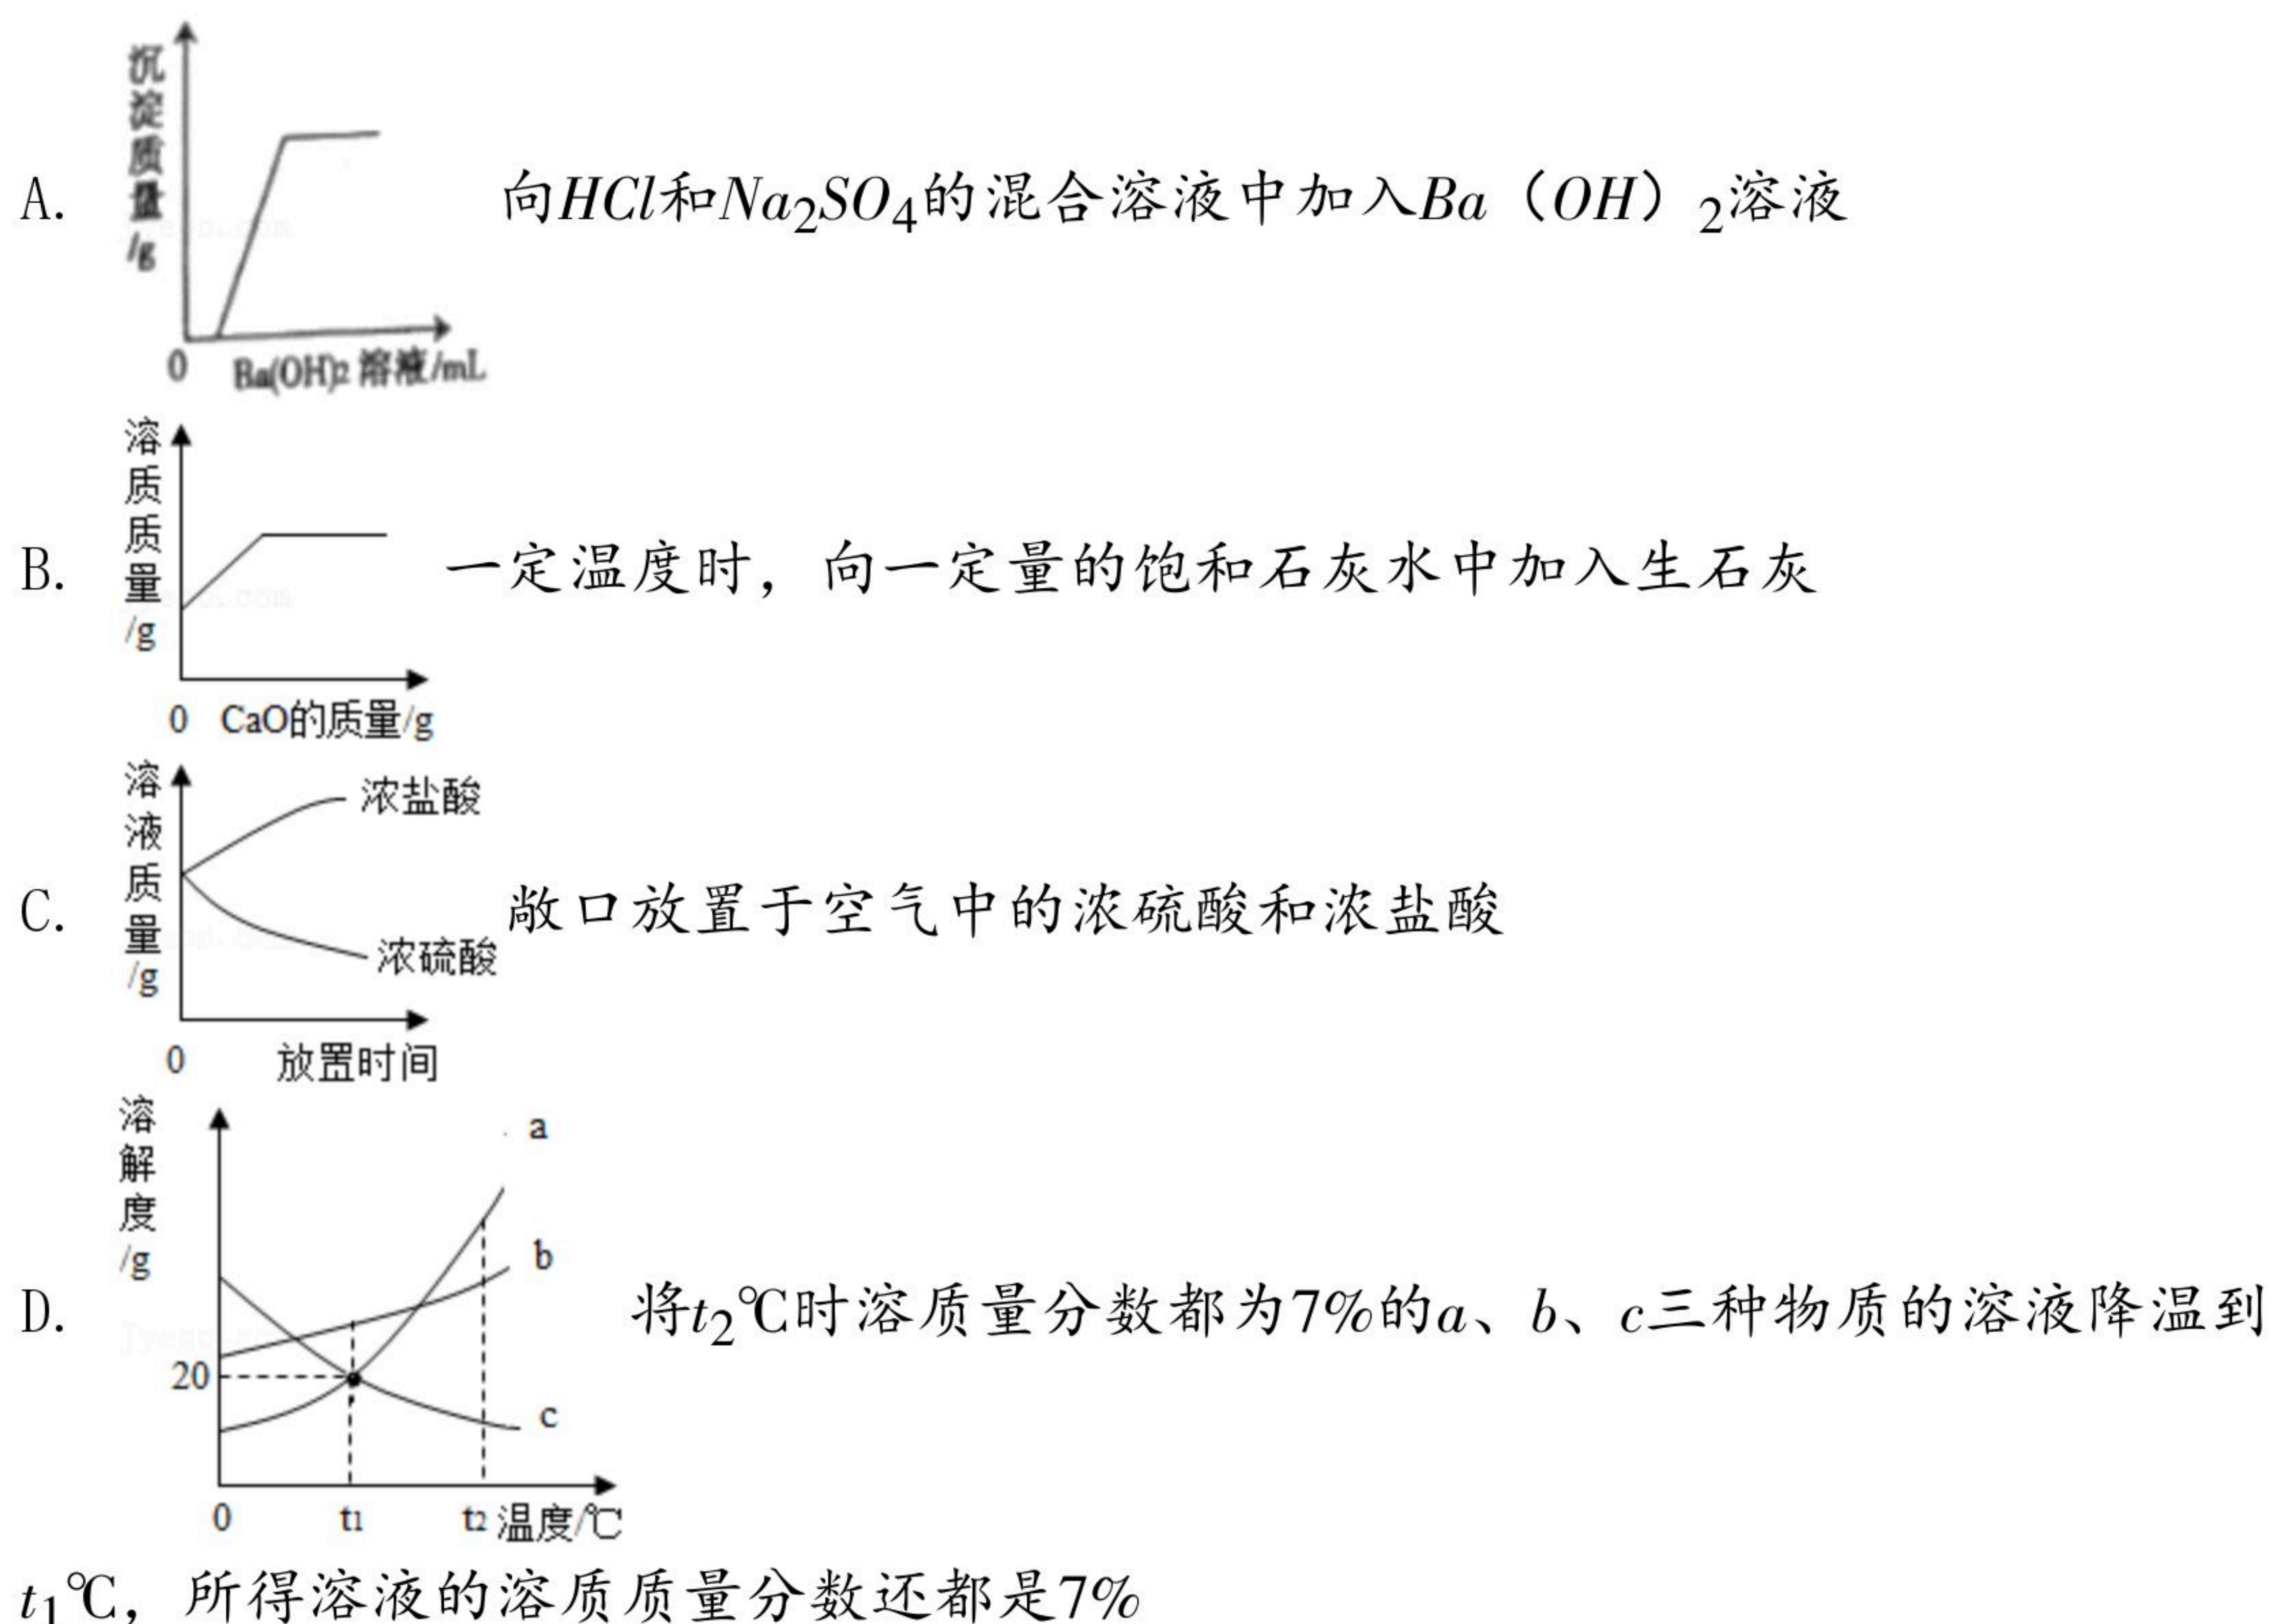 沉淀质量/g
0
Ba(OH)2 溶液/mL
A. 向HCl和Na2SO4的混合溶液中加入Ba（OH）2溶液
溶质质量/g
0 CaO的质量/g
B. 一定温度时，向一定量的饱和石灰水中加入生石灰
溶液质量/g
浓盐酸
浓硫酸
0 放置时间
C. 敞口放置于空气中的浓硫酸和浓盐酸
溶解度/g
a
b
c
20
0 t1 t2 温度/℃
D. 将t2℃时溶质质量分数都为7%的a、b、c三种物质的溶液降温到
t1℃，所得溶液的溶质质量分数还都是7%